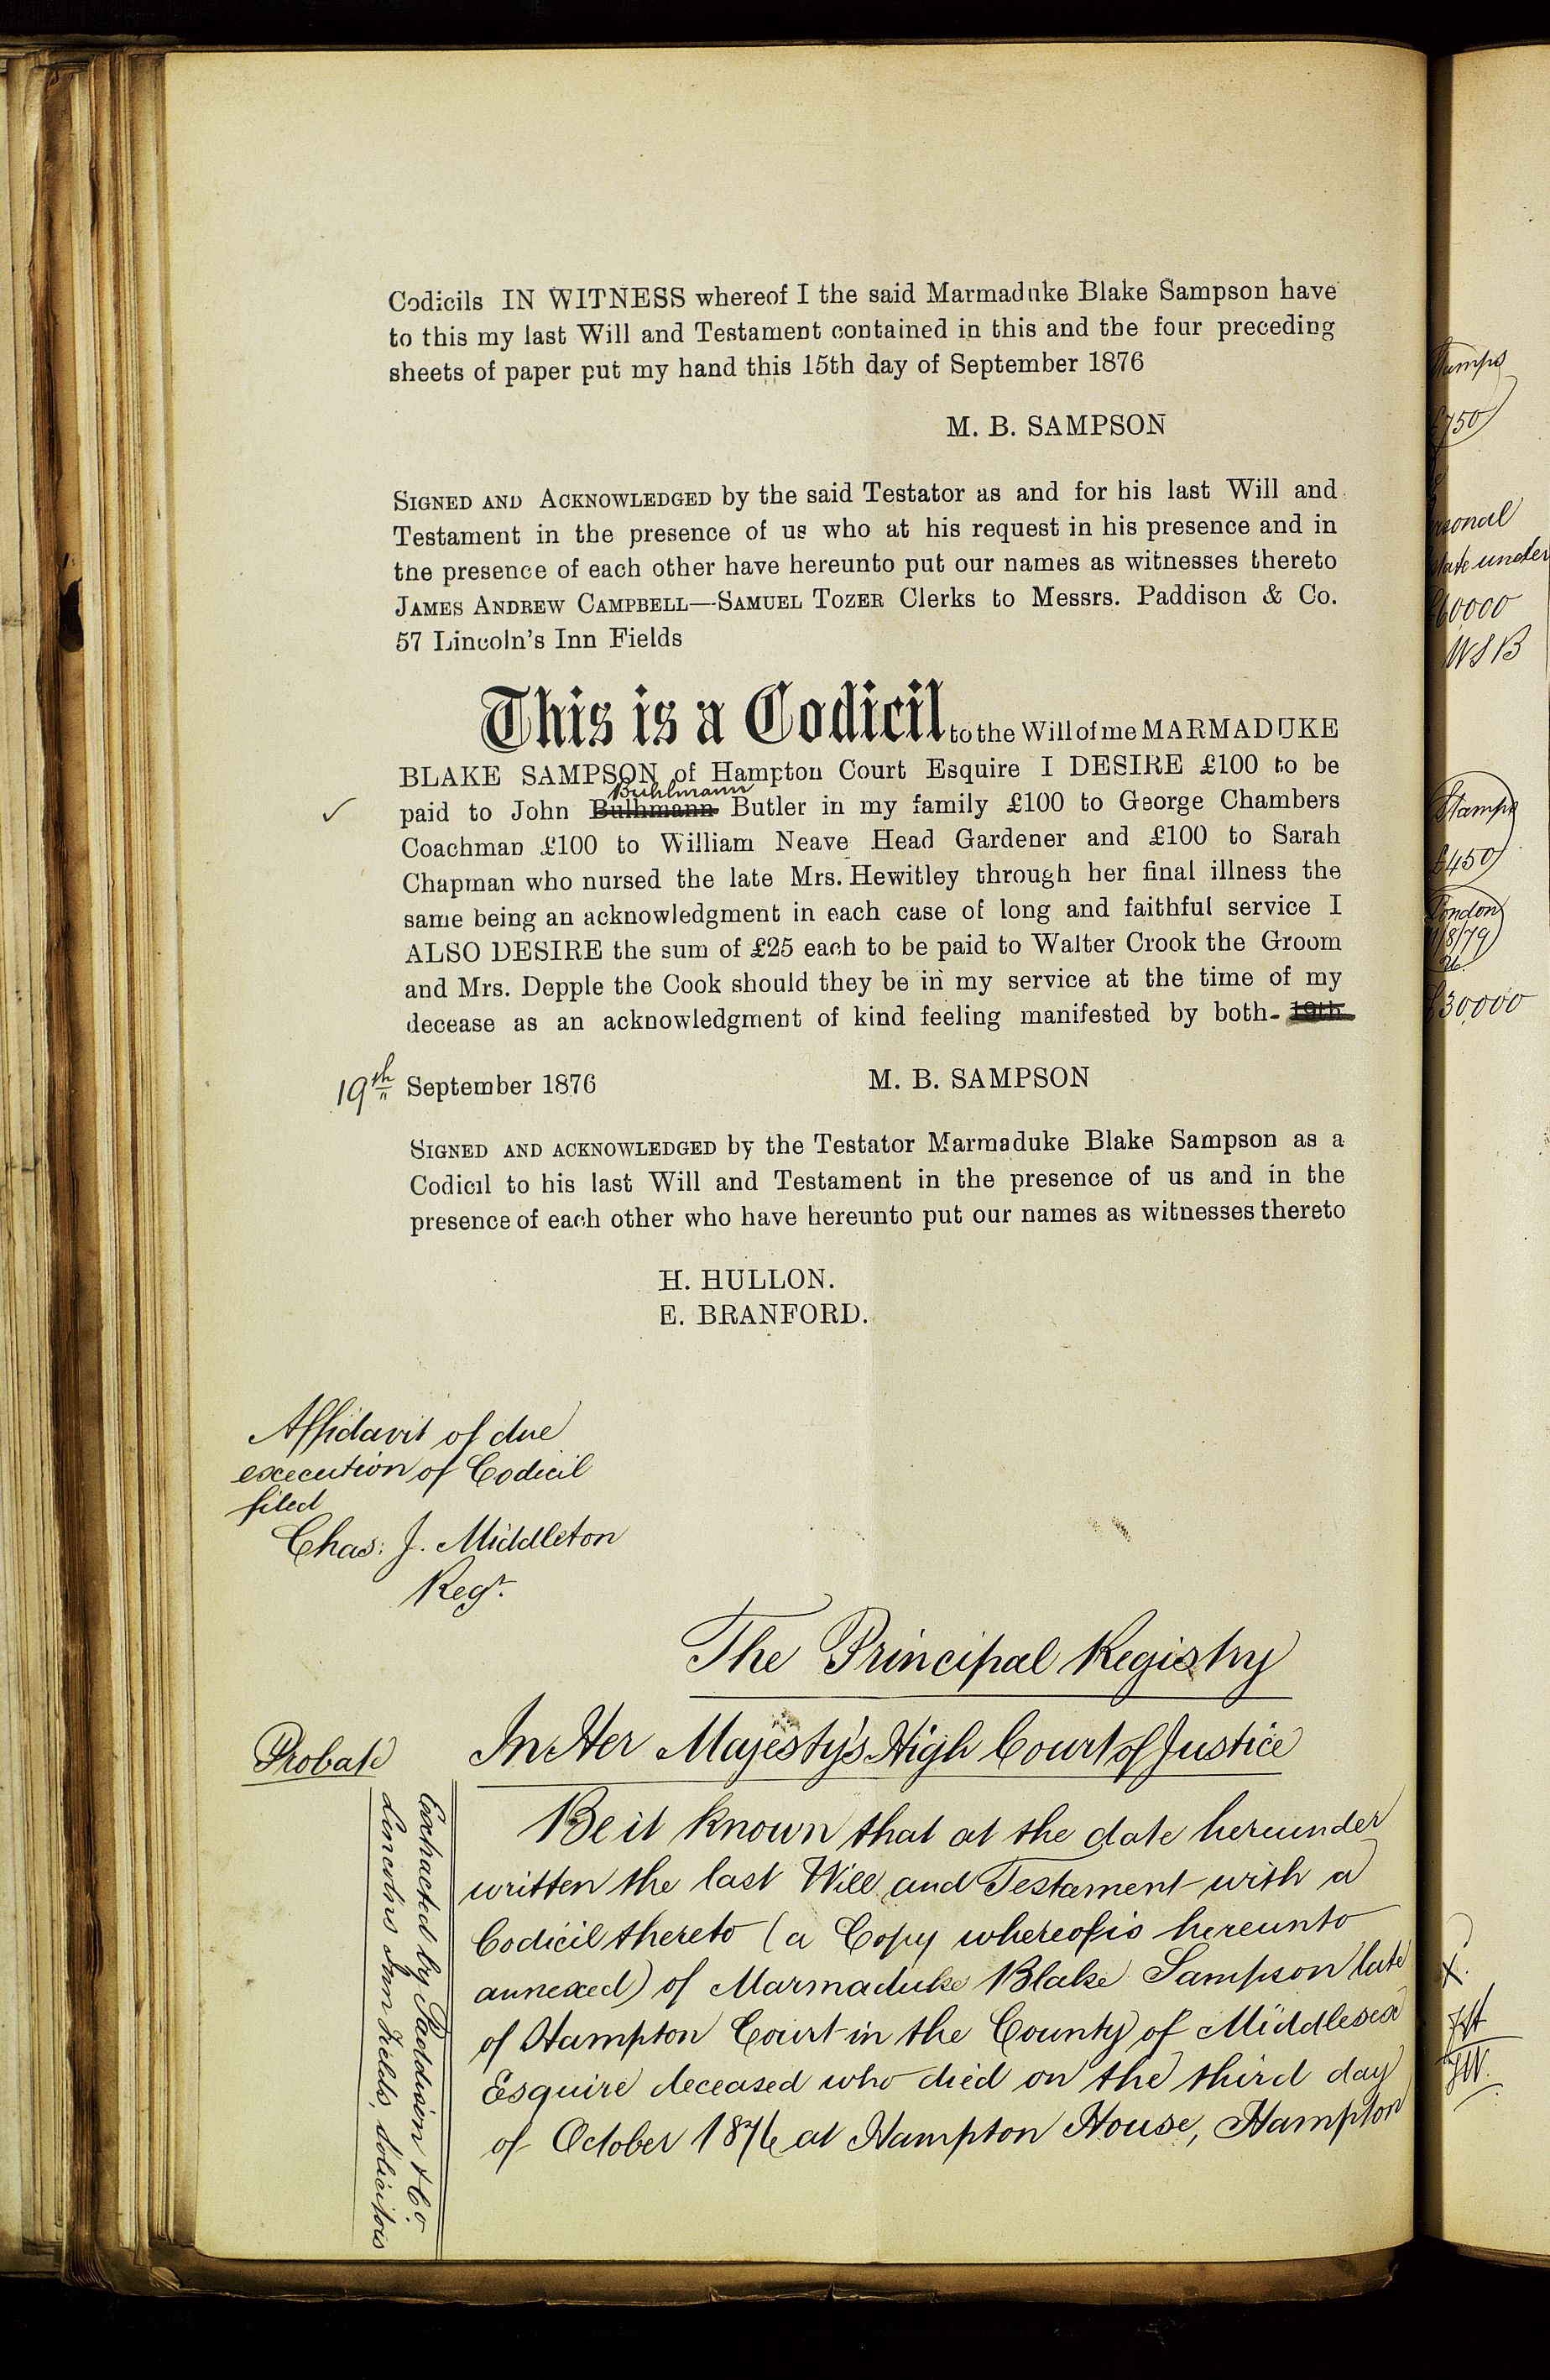 Codicils IN WITNESS whereof I the said Marmaduke Blake Sampson have
to this my last Will and Testament contained in this and the four preceding
sheets of paper put my hand this 15th day of September 1876
M. B. SAMPSON
SIGNED AND ACKNOWLEDGED by the said Testator as and for his last Will and
Testament in the presence of us who at his request in his presence and in
the presence of each other have hereunto put our names as witnesses thereto
JAMES ANDREW CAMPBELL—SAMUEL TOZER Clerks to Messrs. Paddison & Co.
57 Lincoln's Inn Fields
This is a Codicil to the Will of me MARMADUKE
BLAKE SAMPSON of Hampton Court Esquire I DESIRE £100 to be
Buhlmann
paid to John Bulhmann Butler in my family £100 to George Chambers
Coachman £100 to William Neave Head Gardener and £100 to Sarah
Chapman who nursed the late Mrs. Hewitley through her final illness the
same being an acknowledgment in each case of long and faithful service I
ALSO DESIRE the sum of £25 each to be paid to Walter Crook the Groom
and Mrs. Depple the Cook should they be in my service at the time of my
decease as an acknowledgment of kind feeling manifested by both- 19th
19th September 1876 M. B. SAMPSON
SIGNED AND ACKNOWLEDGED by the Testator Marmaduke Blake Sampson as a
Codicil to his last Will and Testament in the presence of us and in the
presence of each other who have hereunto put our names as witnesses thereto
H. HULLON.
E. BRANFORD.
Affidavit of due
execution of Codicil
filed
Chas: J. Middleton
Regr.
The Principal Registry
In Her Majesty's High Court of Justice
Probate
Extracted by Paddison & Co.
Lincolns Inn Fields, Solicitors
Be it known that at the date hereunder
written the last Will and Testament with a
Codicil thereto (a Copy whereof is hereunto
annexed) of Marmaduke Blake Sampson late
of Hampton Court in the County of Middlesex
Esquire deceased who died on the third day
of October 1876 at Hampton House, Hampton
Stamps
£750
under
60000
WSB
Stamps
£450
London
£30,000